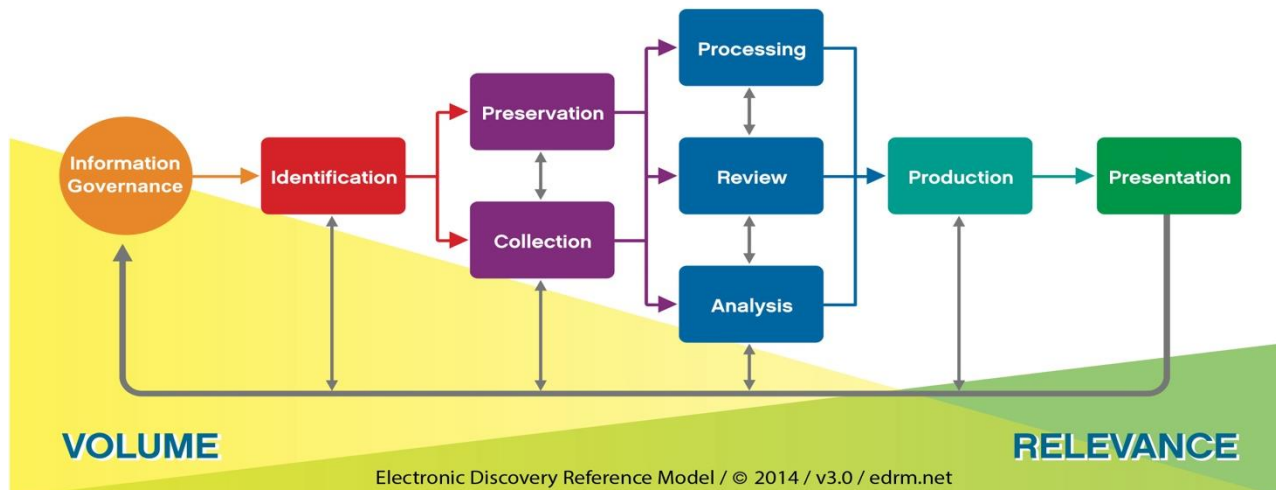 Information
Governance
Identification
Preservation
Collection
Processing
Review
Analysis
Production
Presentation
VOLUME
RELEVANCE
Electronic Discovery Reference Model / © 2014 / v3.0 / edrm.net